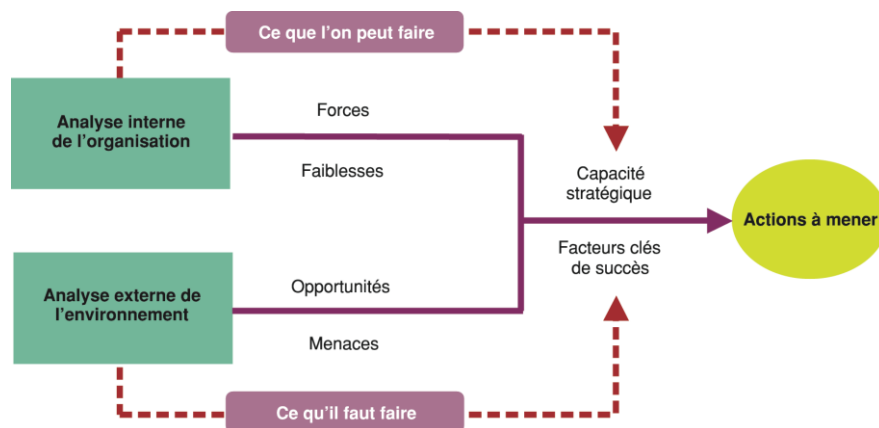 Ce que l'on peut faire
Analyse interne
de l'organisation
Forces
Faiblesses
Capacité
stratégique
Actions à mener
Facteurs clés
de succès
Analyse externe de
l'environnement
Opportunités
Menaces
Ce qu'il faut faire